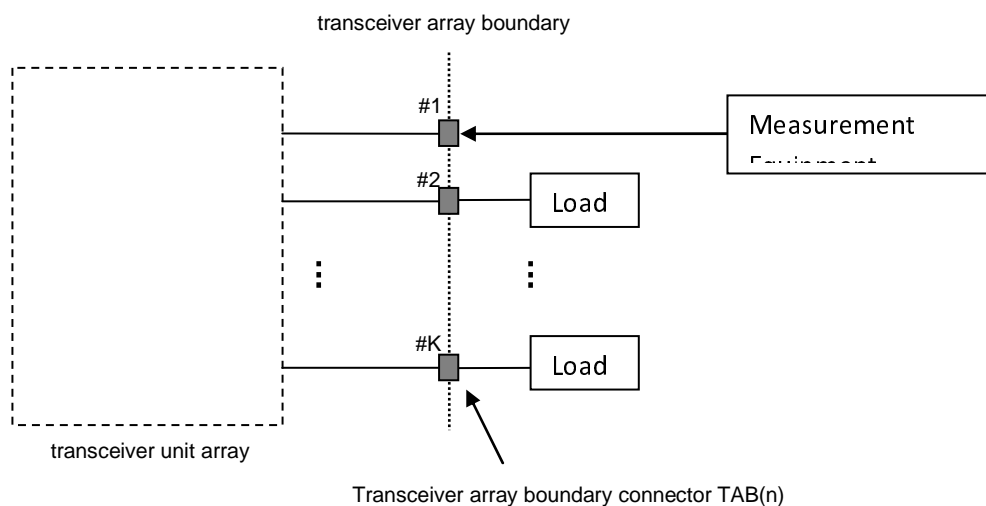 transceiver array boundary
#1
Measurement
#2
Load
#K
Load
transceiver unit array
Transceiver array boundary connector TAB(n)